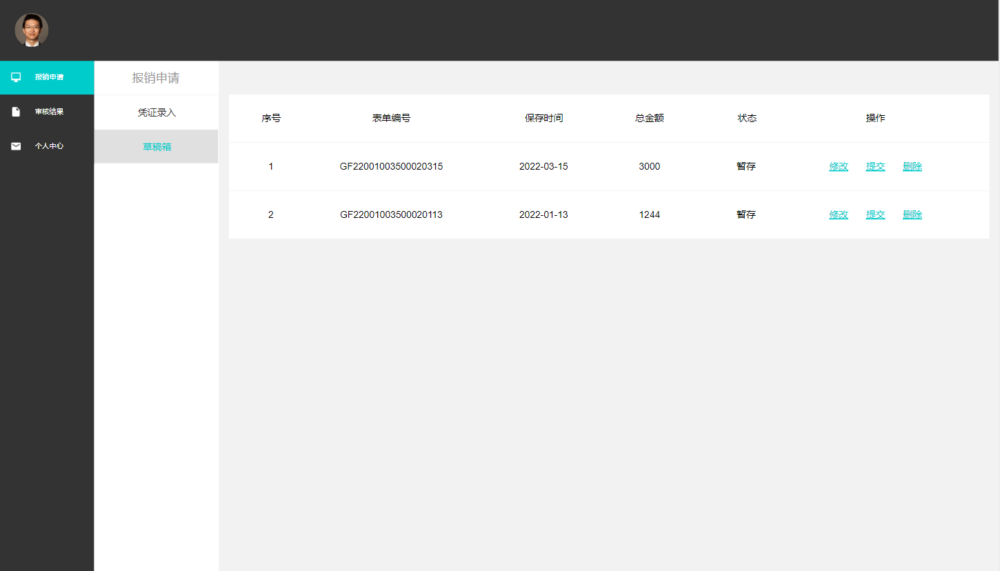 报销申请
审核结果
个人中心
报销申请
凭证录入
草稿箱
序号 表单编号 保存时间 总金额 状态 操作
1 GF22001003500020315 2022-03-15 3000 暂存 修改 提交 删除
2 GF22001003500020113 2022-01-13 1244 暂存 修改 提交 删除